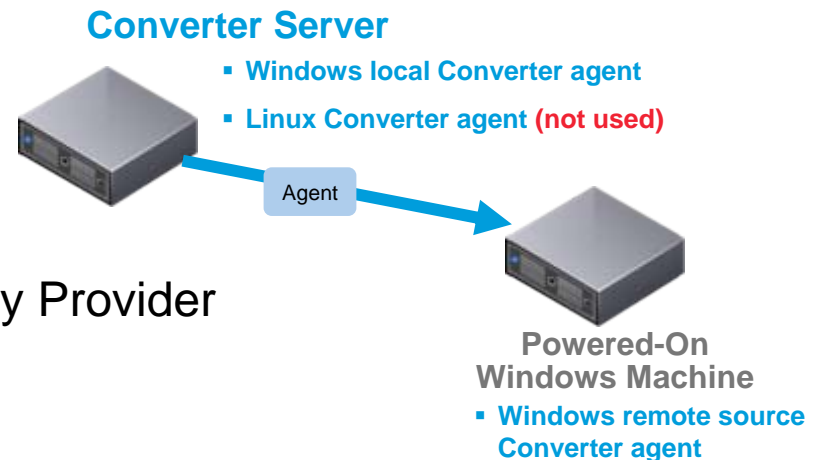 Converter Server
▪ Windows local Converter agent
▪ Linux Converter agent (not used)
Agent
y Provider
Powered-On
Windows Machine
▪ Windows remote source
Converter agent